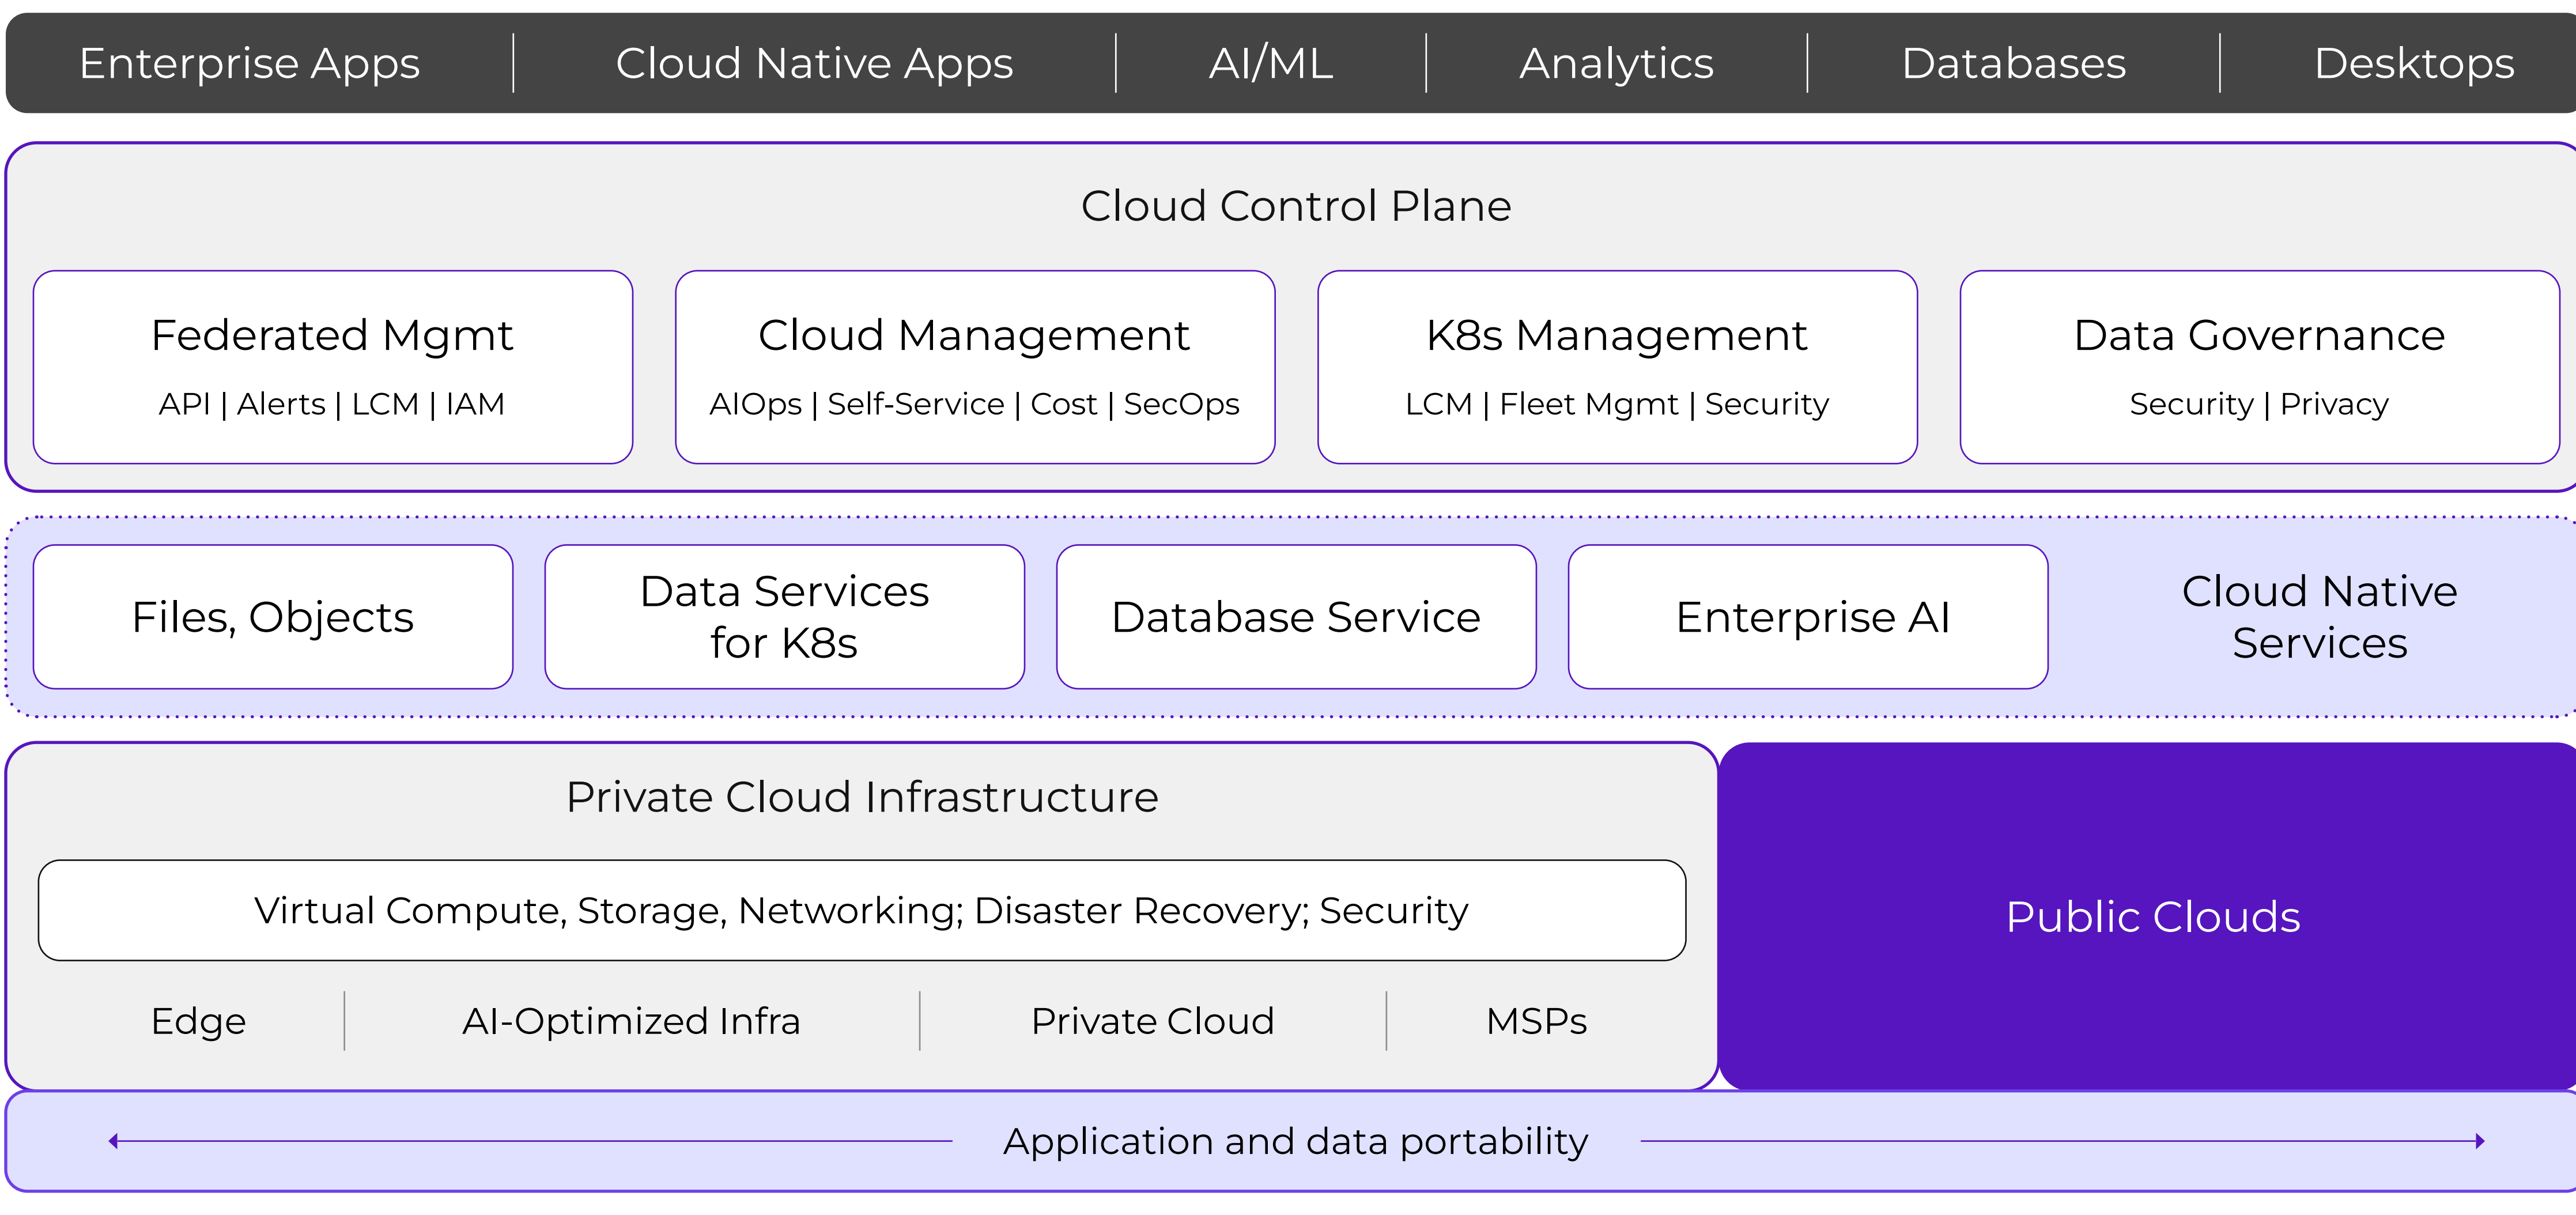 Enterprise Apps | Cloud Native Apps | AI/ML | Analytics | Databases | Desktops
Cloud Control Plane
Federated Mgmt
API | Alerts | LCM | IAM
Cloud Management
AIOps | Self-Service | Cost | SecOps
K8s Management
LCM | Fleet Mgmt | Security
Data Governance
Security | Privacy
Files, Objects
Data Services
for K8s
Database Service
Enterprise AI
Cloud Native
Services
Private Cloud Infrastructure
Virtual Compute, Storage, Networking; Disaster Recovery; Security
Edge | AI-Optimized Infra | Private Cloud | MSPs
Public Clouds
Application and data portability